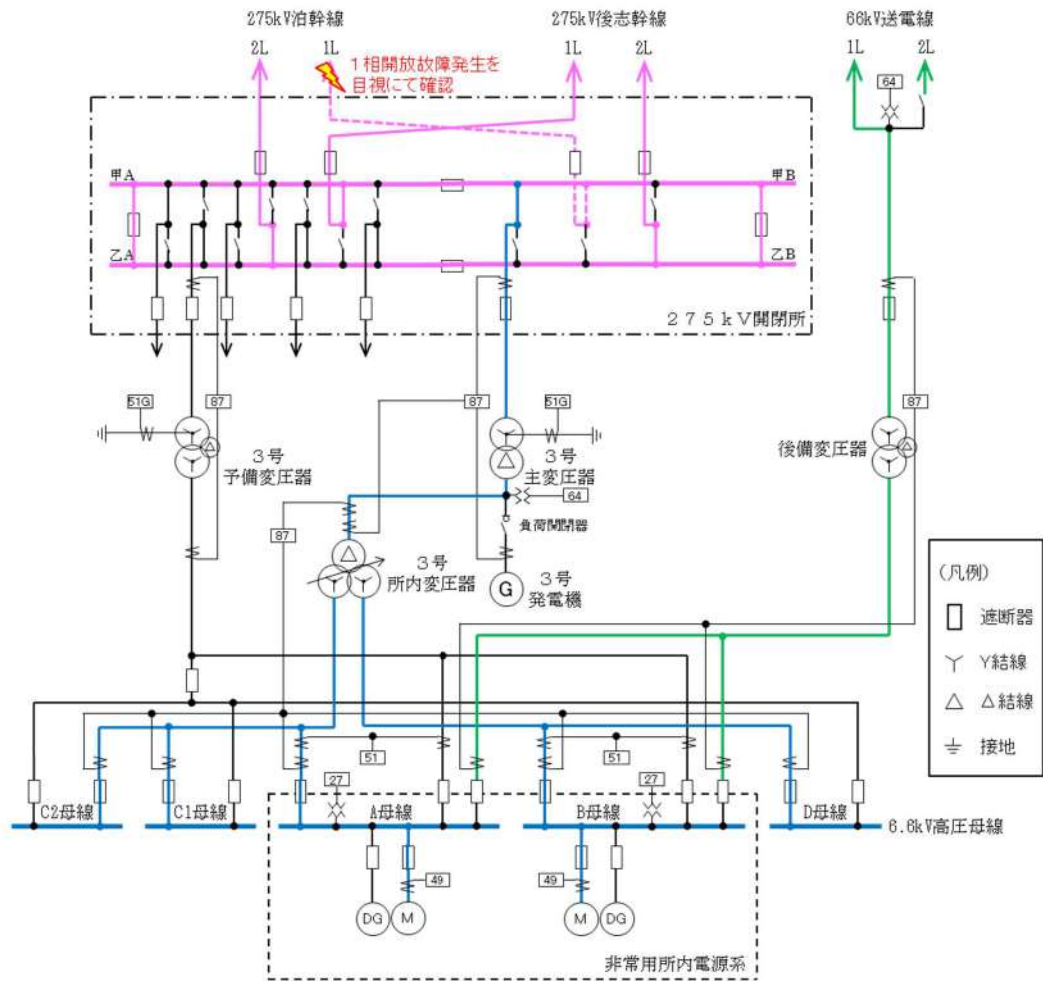 275kV泊幹線
275kV後志幹線
66kV送電線
2L
1L
1L
2L
1L
2L
1相開放故障発生を
目視にて確認
64
甲A
甲B
乙A
乙B
275kV開閉所
51G
87
87
51G
87
3号
予備変圧器
3号
主変圧器
後備変圧器
64
87
負荷開閉器
3号
所内変圧器
G
3号
発電機
(凡例)
遮断器
Y結線
△結線
接地
51
51
27
27
C2母線
C1母線
A母線
B母線
D母線
6.6kV高圧母線
49
49
DG
M
M
DG
非常用所内電源系